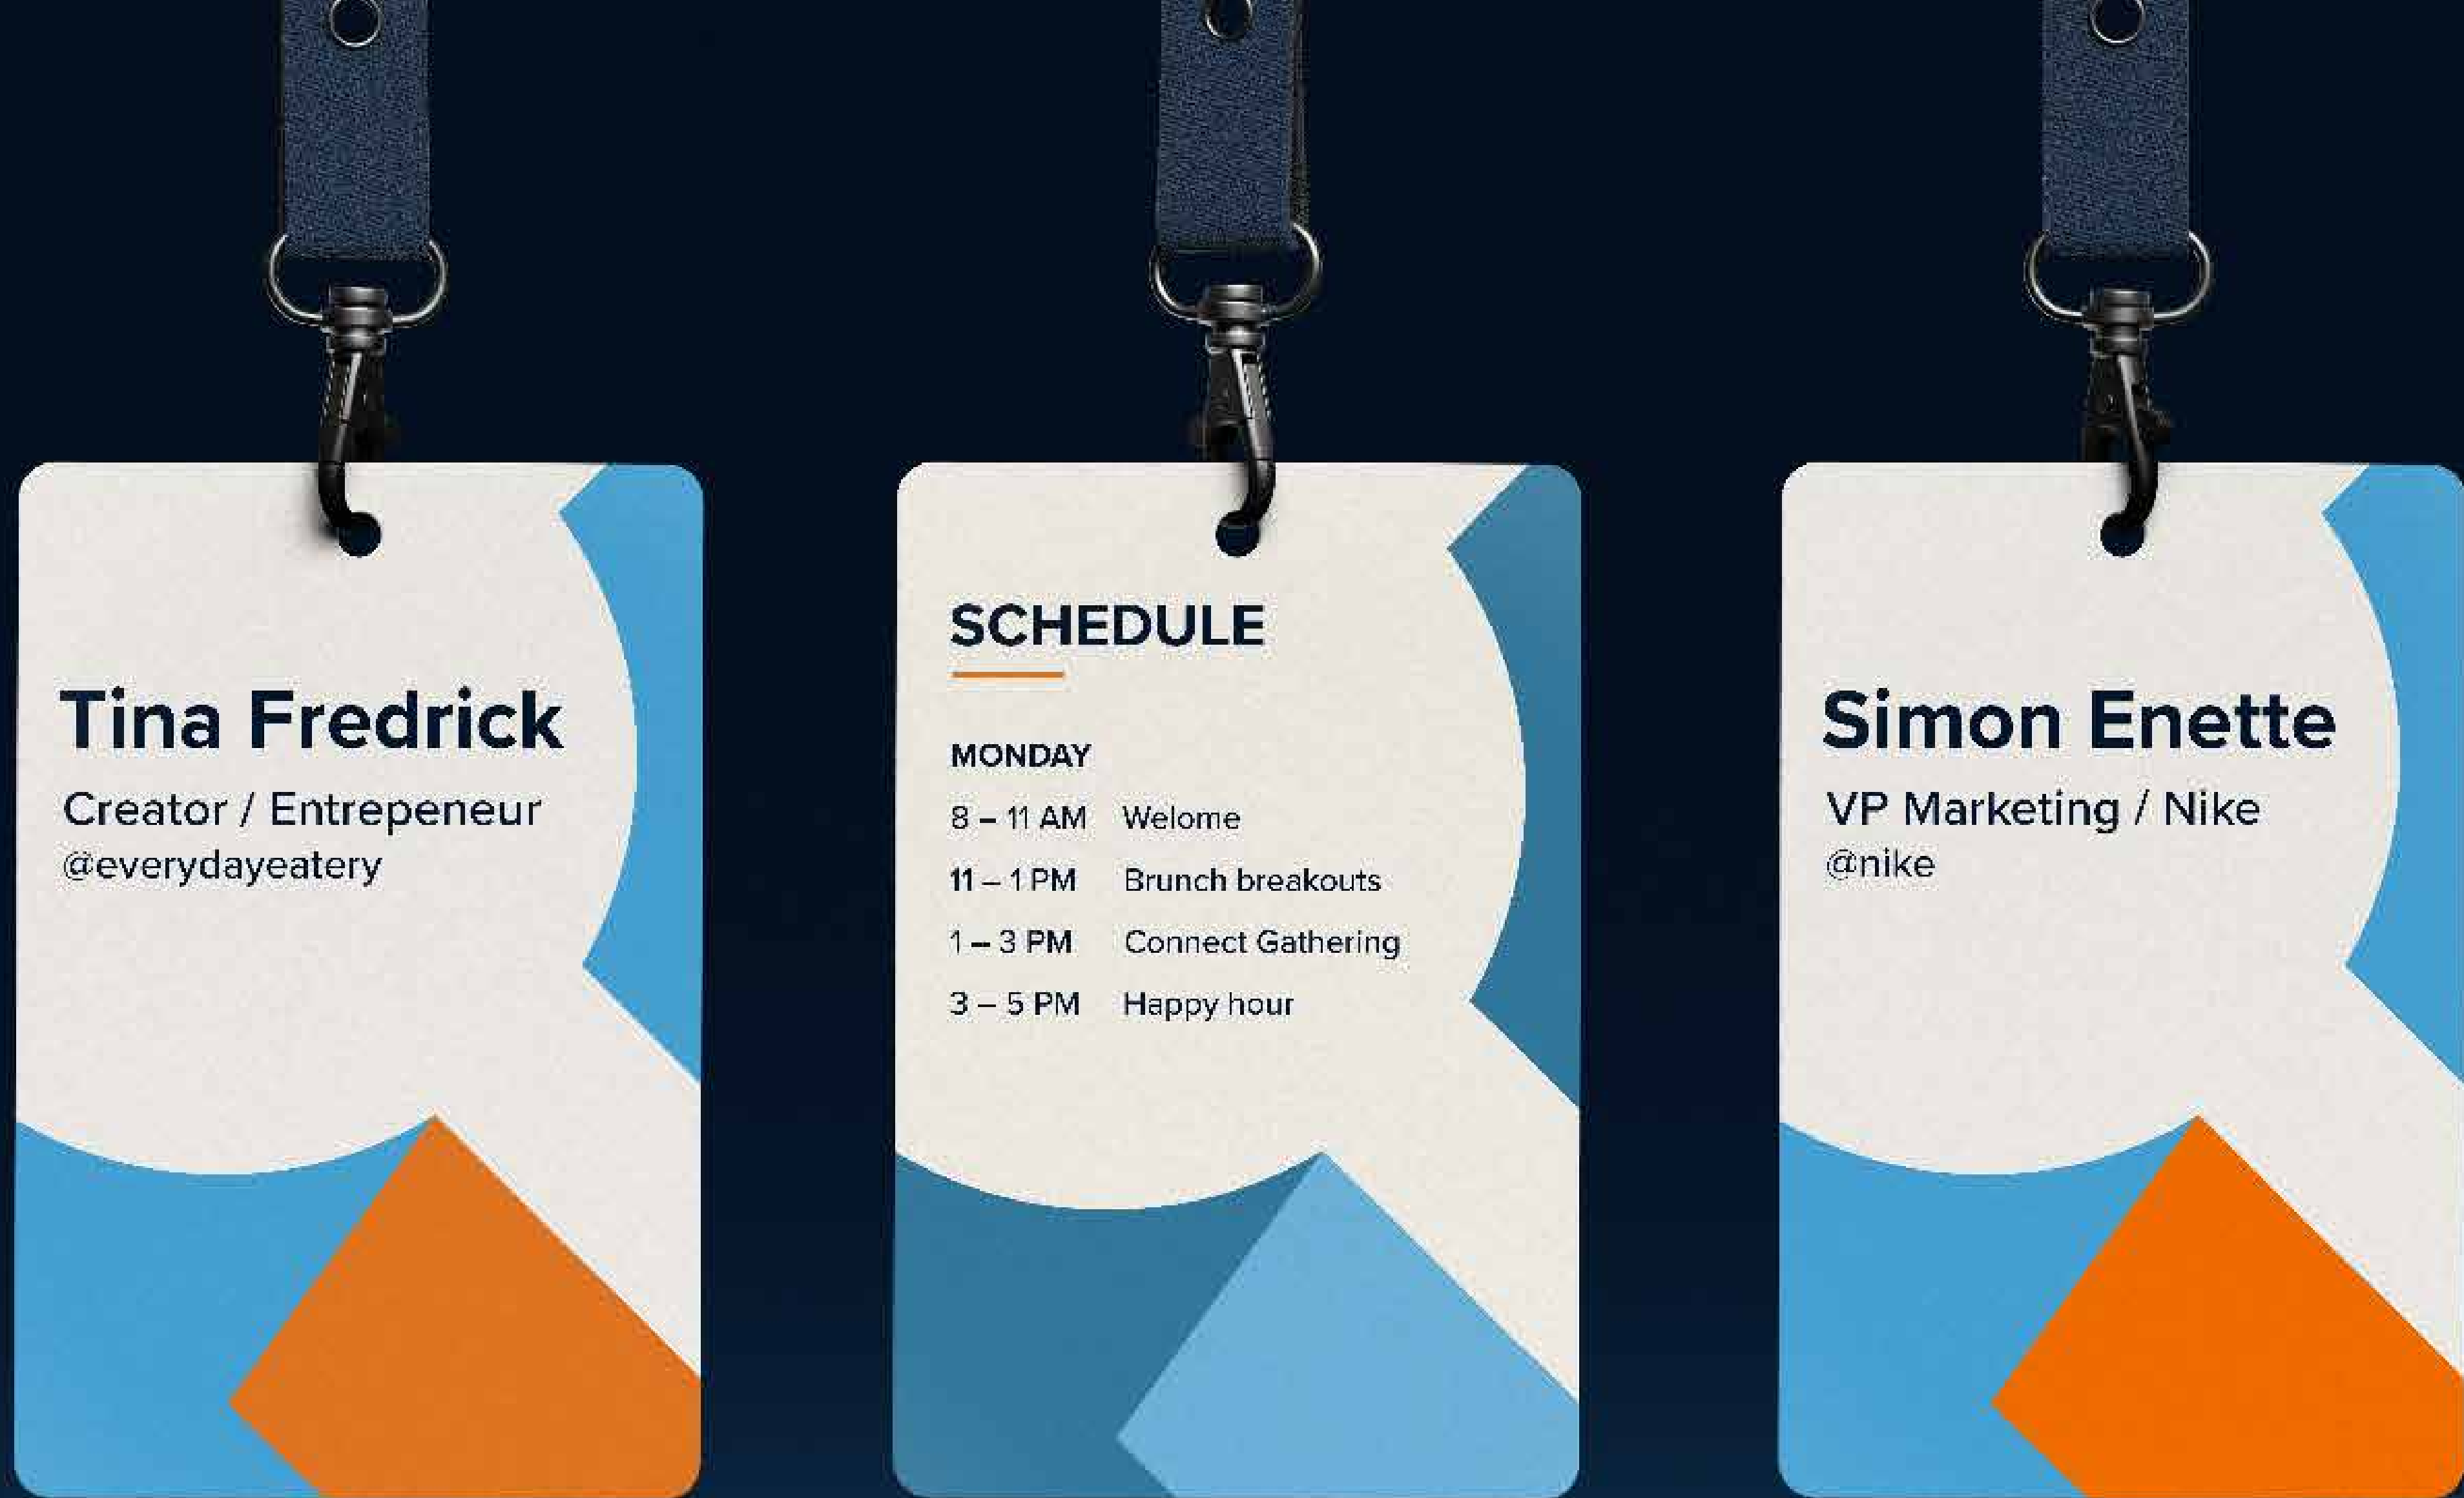 Tina Fredrick
Creator / Entrepeneur
@everydayeatery
SCHEDULE
MONDAY
8 – 11 AM Welome
11 – 1 PM Brunch breakouts
1 – 3 PM Connect Gathering
3 – 5 PM Happy hour
Simon Enette
VP Marketing / Nike
@nike